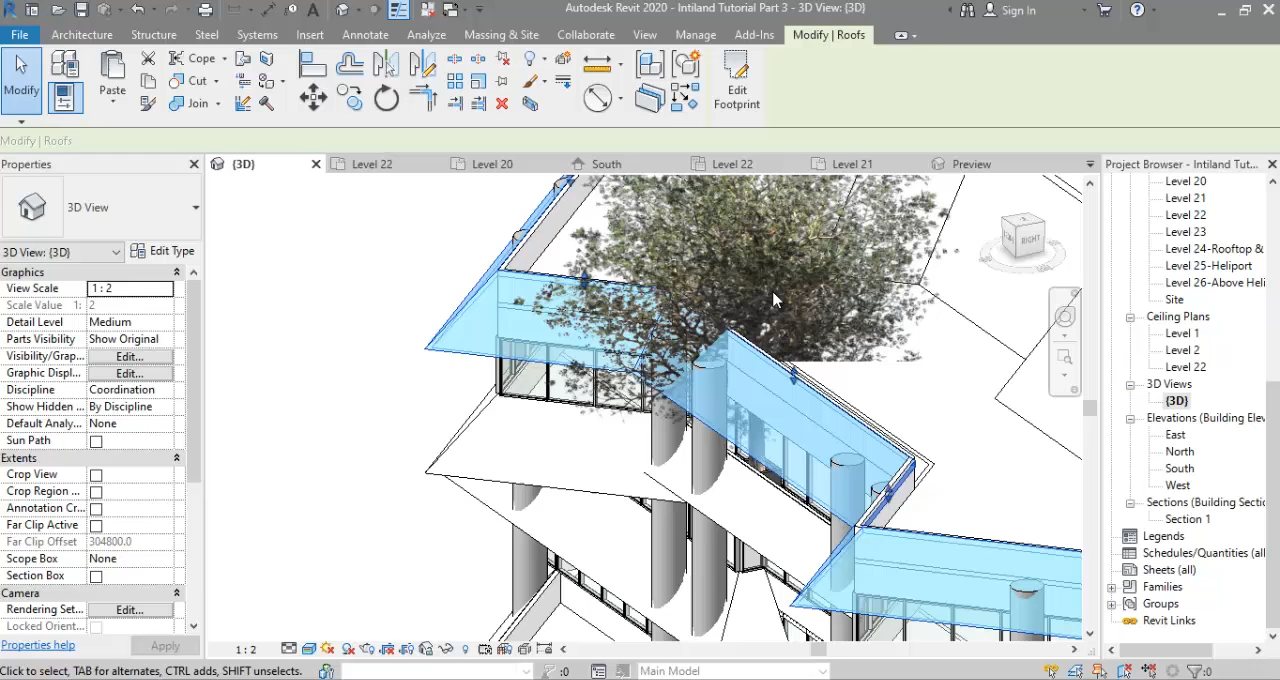 Autodesk Revit 2020 - Intiland Tutorial Part 3 - 3D View: {3D}
Sign In
File Architecture Structure Steel Systems Insert Annotate Analyze Massing & Site Collaborate View Manage Add-Ins Modify | Roofs
Modify
Paste
Cope
Cut
Join
Edit
Footprint
Modify | Roofs
Properties
{3D} Level 22 Level 20 South Level 22 Level 21 Preview
Project Browser - Intiland Tut...
3D View
3D View: {3D} Edit Type
Graphics
View Scale 1 : 2
Scale Value 1: 2
Detail Level Medium
Parts Visibility Show Original
Visibility/Grap... Edit...
Graphic Displ... Edit...
Discipline Coordination
Show Hidden ... By Discipline
Default Analy... None
Sun Path
Extents
Crop View
Crop Region ...
Annotation Cr...
Far Clip Active
Far Clip Offset 304800.0
Scope Box None
Section Box
Camera
Rendering Set... Edit...
Locked Orient...
Properties help Apply
RIGHT
Level 20
Level 21
Level 22
Level 23
Level 24-Rooftop &
Level 25-Heliport
Level 26-Above Heli
Site
Ceiling Plans
Level 1
Level 2
Level 22
3D Views
{3D}
Elevations (Building Elev
East
North
South
West
Sections (Building Sectio
Section 1
Legends
Schedules/Quantities (all
Sheets (all)
Families
Groups
Revit Links
1 : 2
Click to select, TAB for alternates, CTRL adds, SHIFT unselects.
:0
Main Model
:0